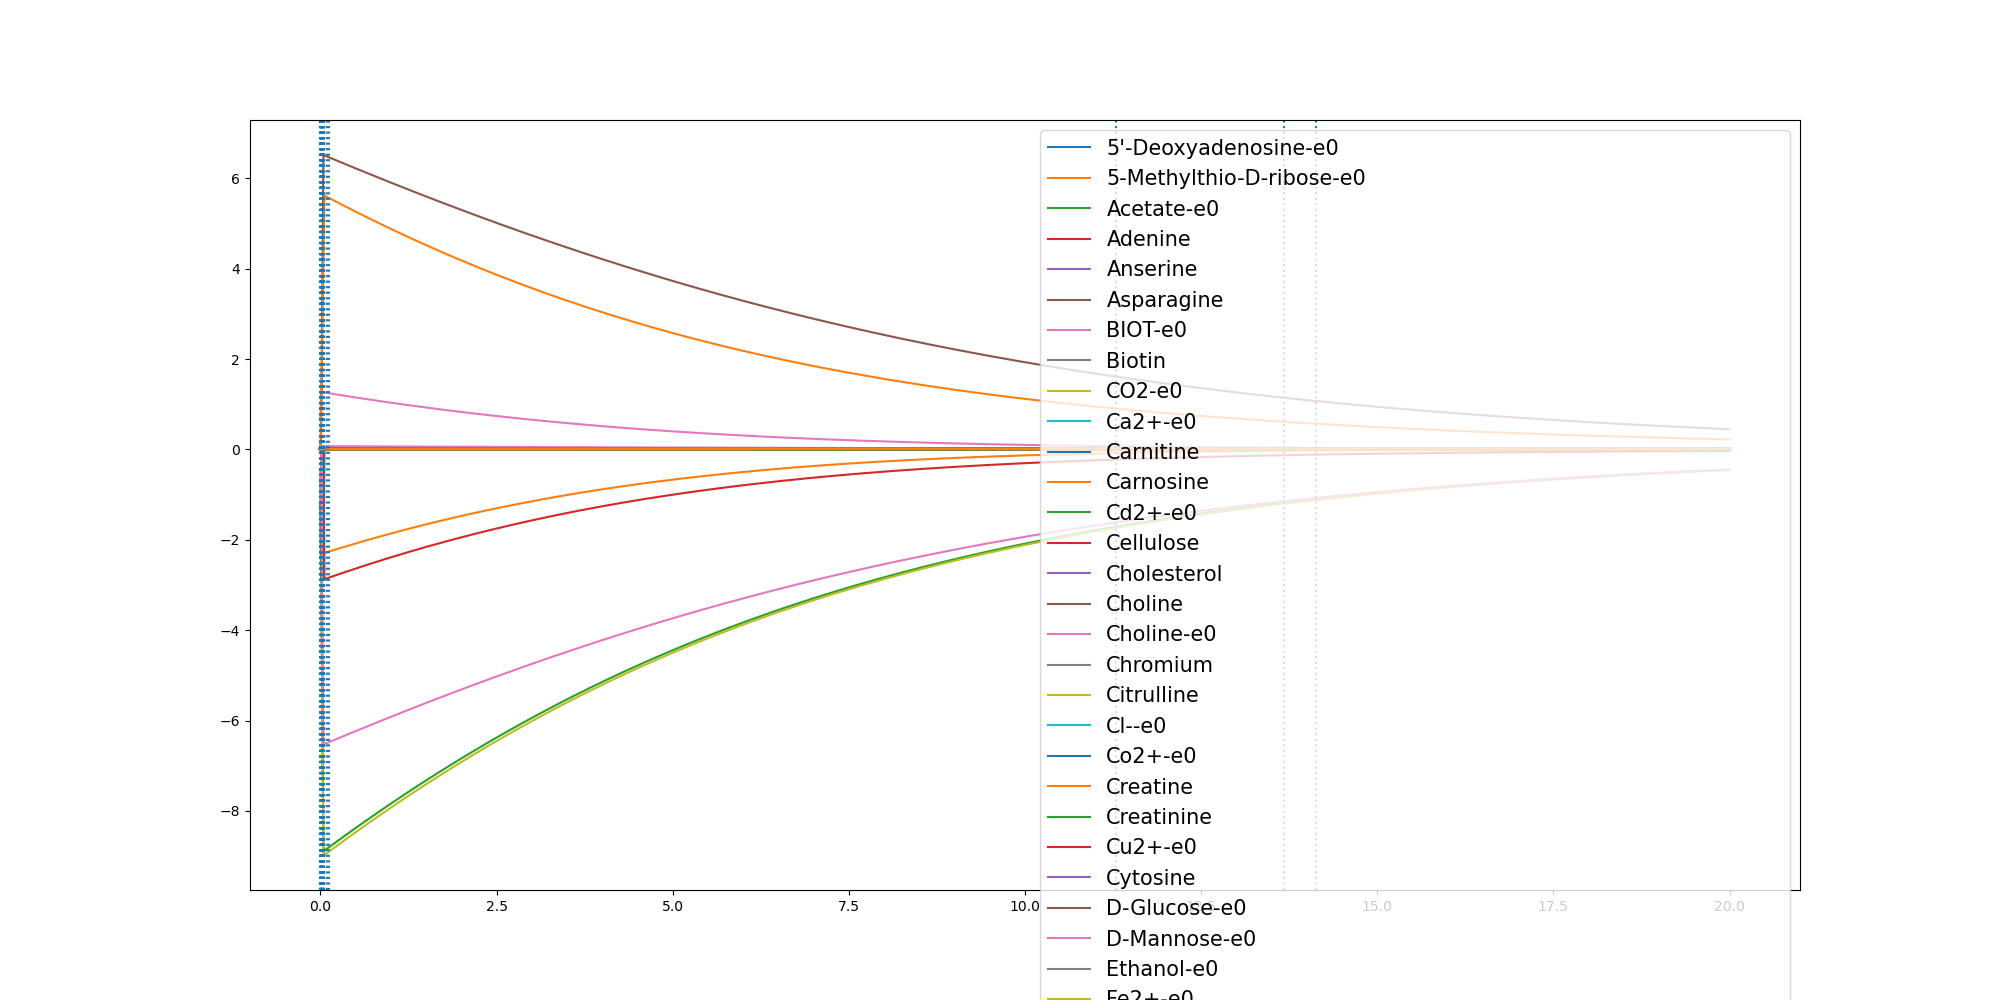 6
4
2
0
−2
−4
−6
−8
0.0
2.5
5.0
7.5
10.0
15.0
17.5
20.0
5'-Deoxyadenosine-e0
5-Methylthio-D-ribose-e0
Acetate-e0
Adenine
Anserine
Asparagine
BIOT-e0
Biotin
CO2-e0
Ca2+-e0
Carnitine
Carnosine
Cd2+-e0
Cellulose
Cholesterol
Choline
Choline-e0
Chromium
Citrulline
Cl--e0
Co2+-e0
Creatine
Creatinine
Cu2+-e0
Cytosine
D-Glucose-e0
D-Mannose-e0
Ethanol-e0
Fe2+-e0